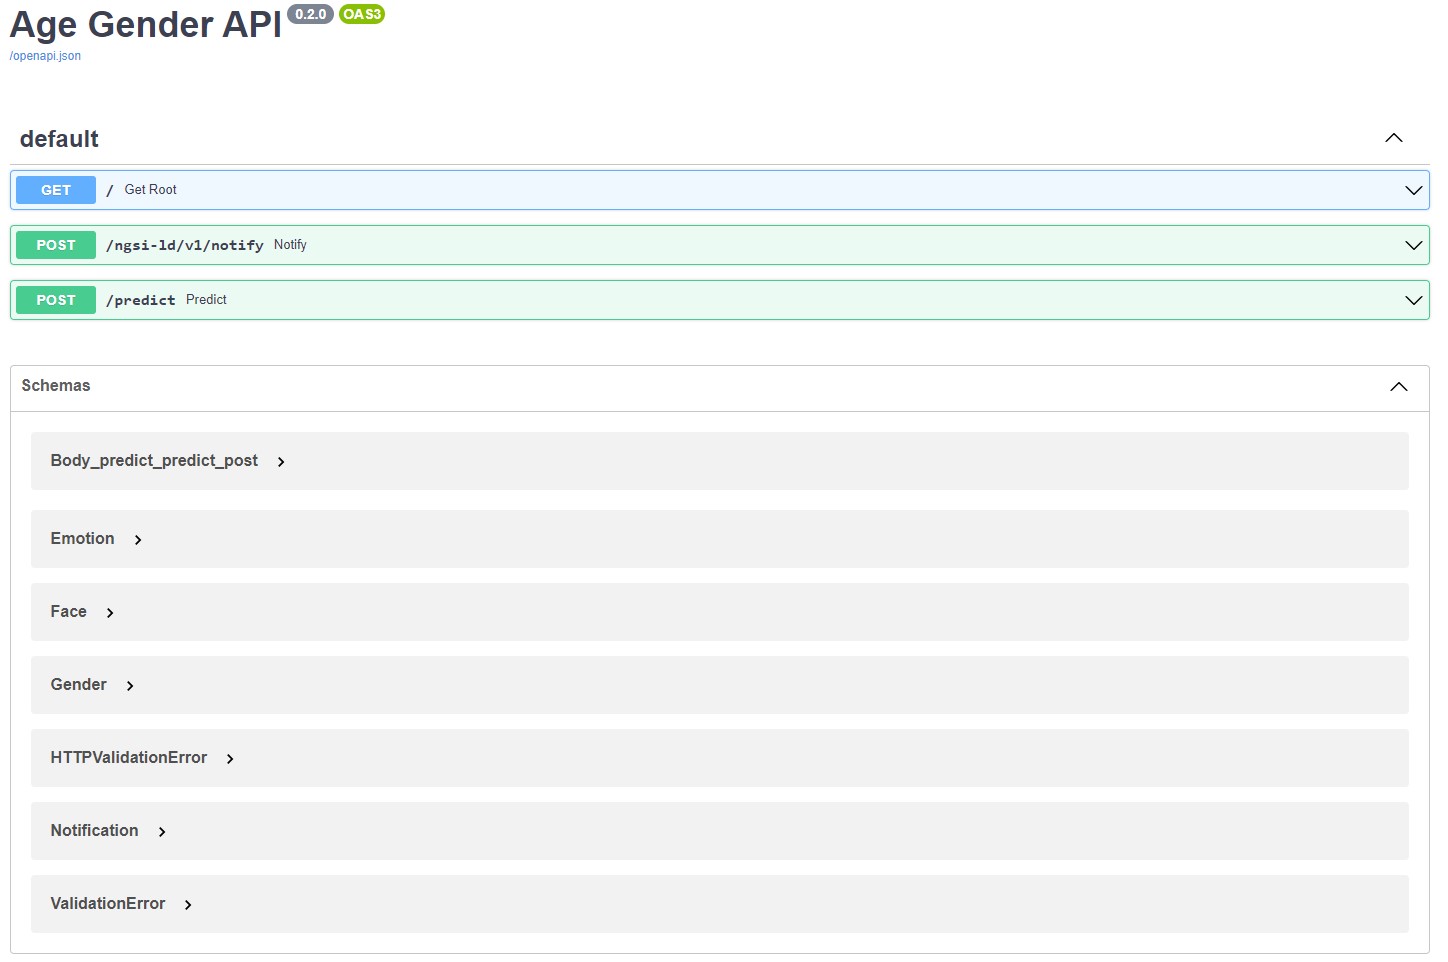 Age Gender API 0.2.0 OAS3
/openapi.json
default
GET / Get Root
POST /ngsi-ld/v1/notify Notify
POST /predict Predict
Schemas
Body_predict_predict_post
Emotion
Face
Gender
HTTPValidationError
Notification
ValidationError